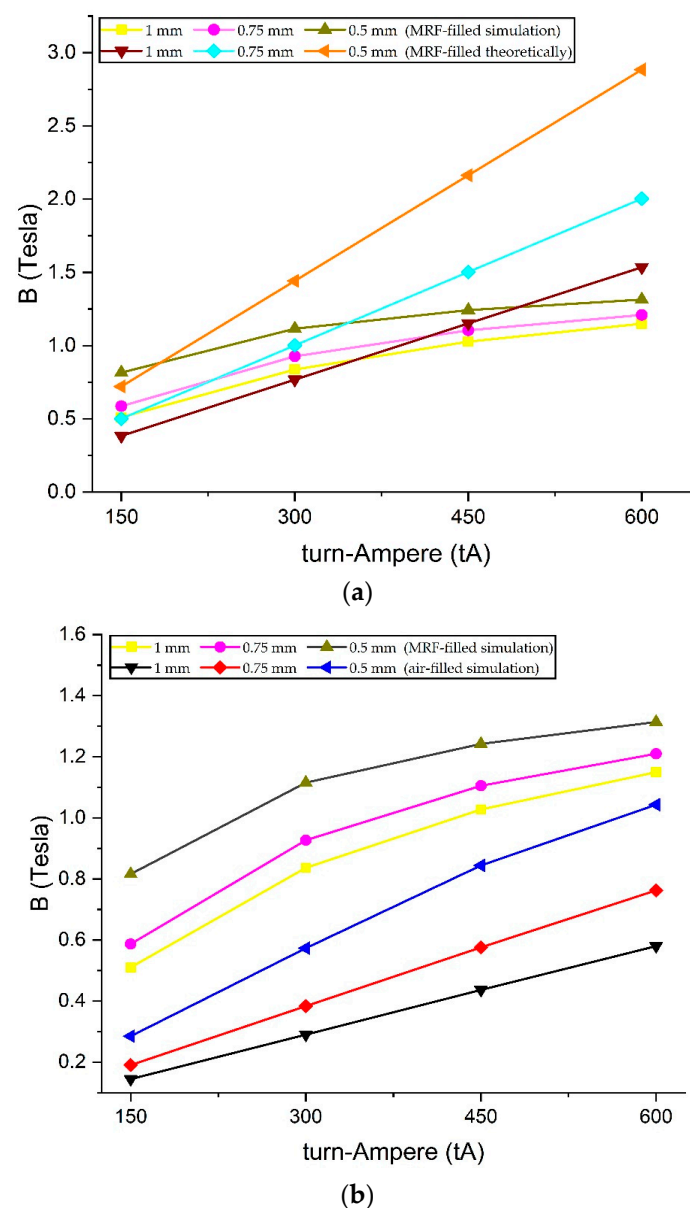 1 mm 0.75 mm 0.5 mm (MRF-filled simulation)
1 mm 0.75 mm 0.5 mm (MRF-filled theoretically)
3.0
2.5
2.0
1.5
1.0
0.5
0.0
B (Tesla)
150 300 450 600
turn-Ampere (tA)
(a)
1.6
1 mm 0.75 mm 0.5 mm (MRF-filled simulation)
1 mm 0.75 mm 0.5 mm (air-filled simulation)
1.4
1.2
1.0
0.8
0.6
0.4
0.2
B (Tesla)
150 300 450 600
turn-Ampere (tA)
(b)